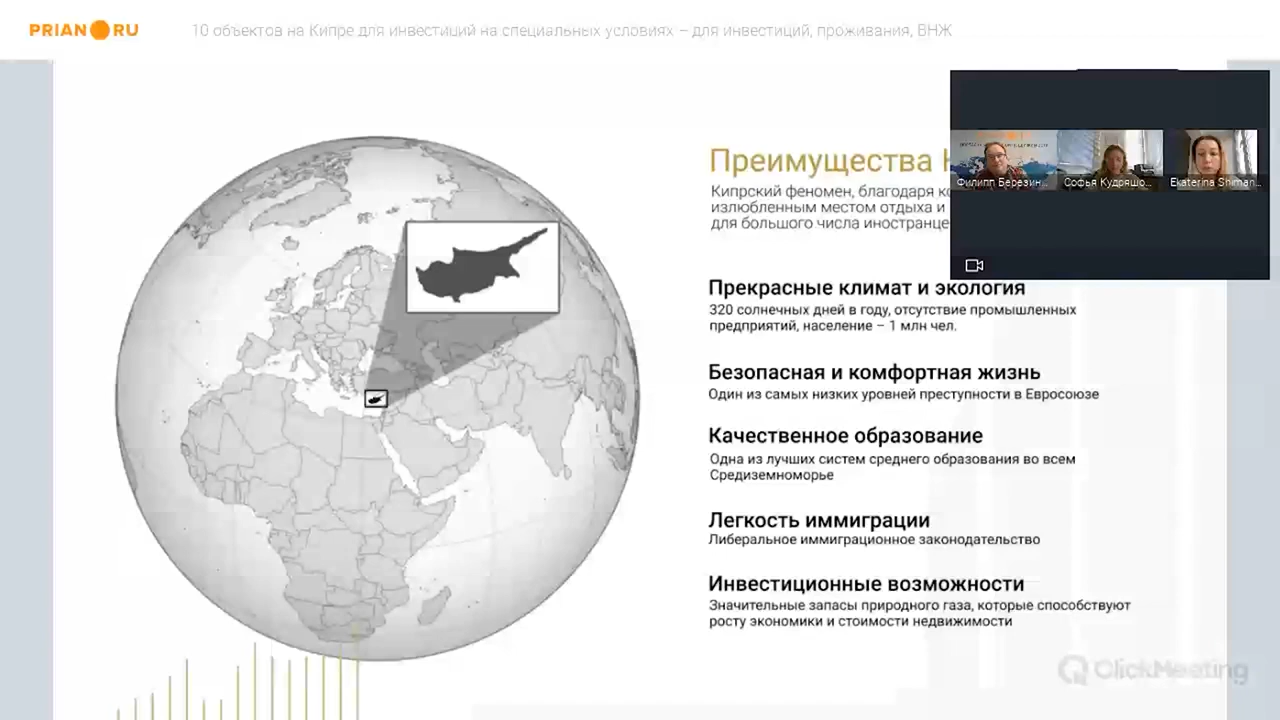 PRIAN RU
10 объектов на Кипре для инвестиций на специальных условиях – для инвестиций, проживания, ВНЖ
Филипп Березин...
Софья Кудряшо...
Ekaterina Shiman...
Преимущества
Кипрский феномен, благодаря
излюбленным местом отдыха и
для большого числа иностранце
Прекрасные климат и экология
320 солнечных дней в году, отсутствие промышленных
предприятий, население – 1 млн чел.
Безопасная и комфортная жизнь
Один из самых низких уровней преступности в Евросоюзе
Качественное образование
Одна из лучших систем среднего образования во всем
Средиземноморье
Легкость иммиграции
Либеральное иммиграционное законодательство
Инвестиционные возможности
Значительные запасы природного газа, которые способствуют
росту экономики и стоимости недвижимости
ClickMeeting